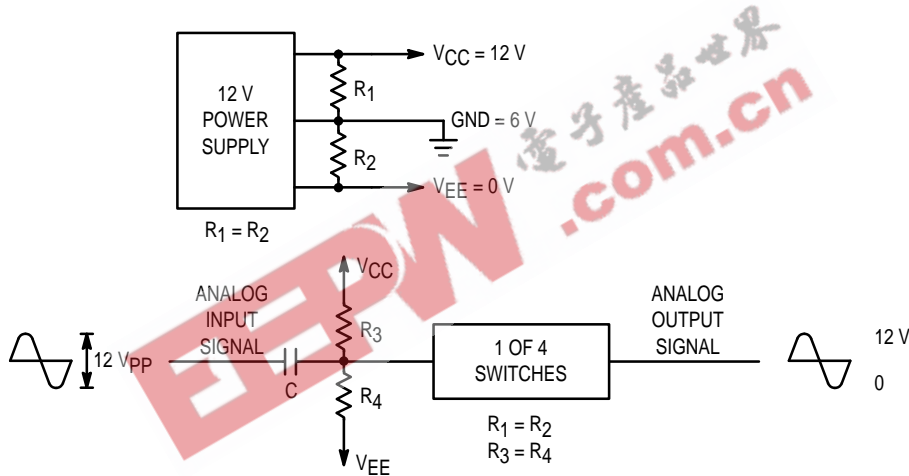 12 V
POWER
SUPPLY
R1
R2
VCC = 12 V
GND = 6 V
VEE = 0 V
R1 = R2
電子產品世界
.com.cn
EEPW
12 VPP
ANALOG
INPUT
SIGNAL
C
VCC
R3
R4
VEE
1 OF 4
SWITCHES
R1 = R2
R3 = R4
ANALOG
OUTPUT
SIGNAL
12 V
0